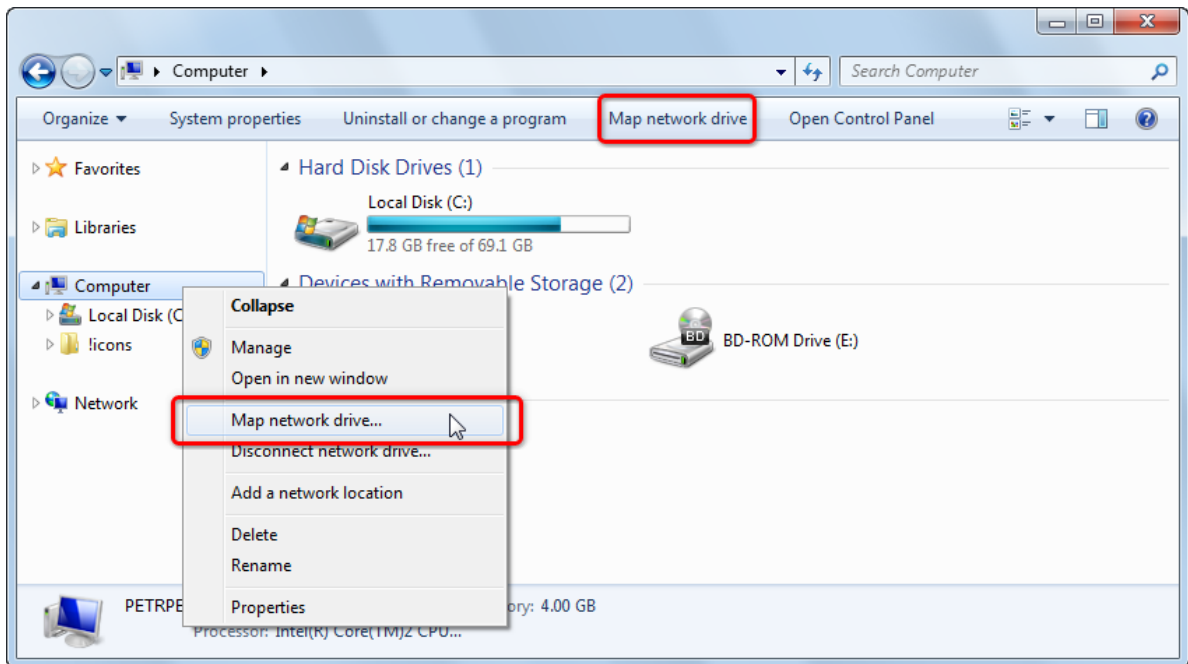 Computer
Search Computer
Organize
System properties
Uninstall or change a program
Map network drive
Open Control Panel
Favorites
Libraries
Computer
Local Disk (C
!icons
Network
Hard Disk Drives (1)
Local Disk (C:)
17.8 GB free of 69.1 GB
Devices with Removable Storage (2)
BD
BD-ROM Drive (E:)
Collapse
Manage
Open in new window
Map network drive...
Disconnect network drive...
Add a network location
Delete
Rename
Properties
PETRPE
ory: 4.00 GB
Processor: Intel(R) Core(TM)2 CPU...